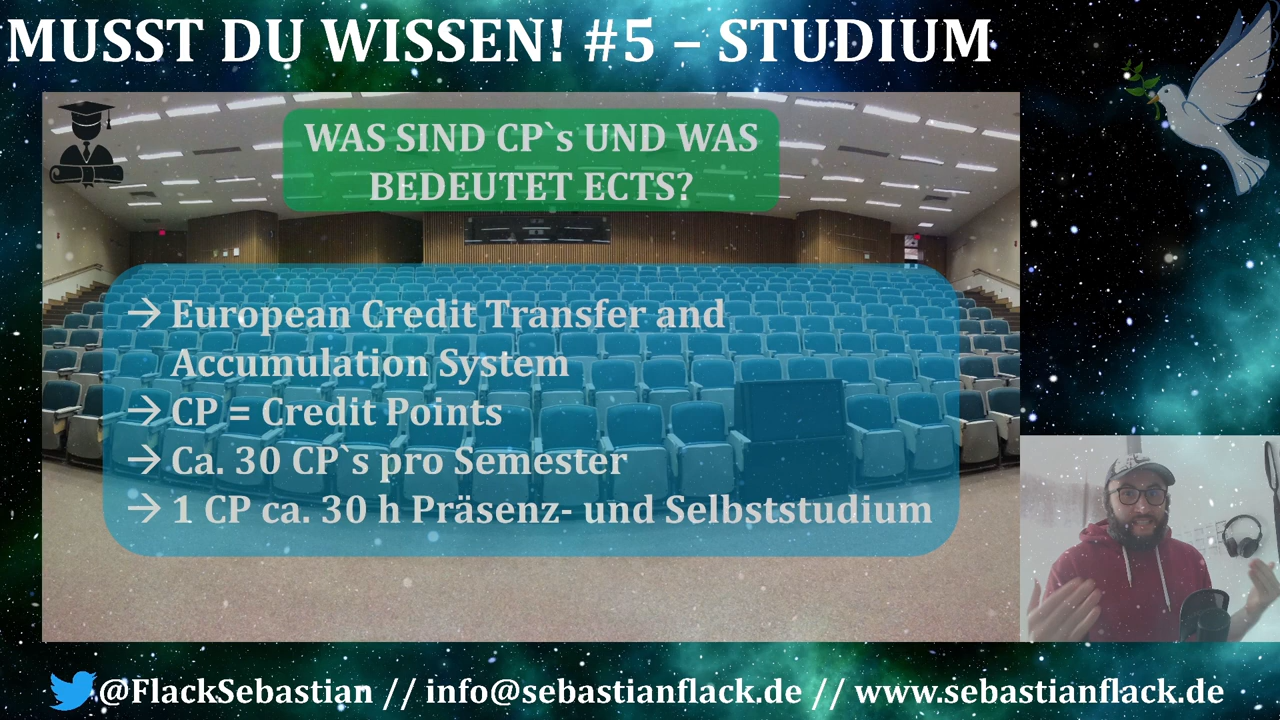 MUSST DU WISSEN! #5 – STUDIUM
WAS SIND CP`s UND WAS
BEDEUTET ECTS?
→ European Credit Transfer and
Accumulation System
→ CP = Credit Points
→ Ca. 30 CP`s pro Semester
→ 1 CP ca. 30 h Präsenz- und Selbststudium
@FlackSebastian // info@sebastianflack.de // www.sebastianflack.de